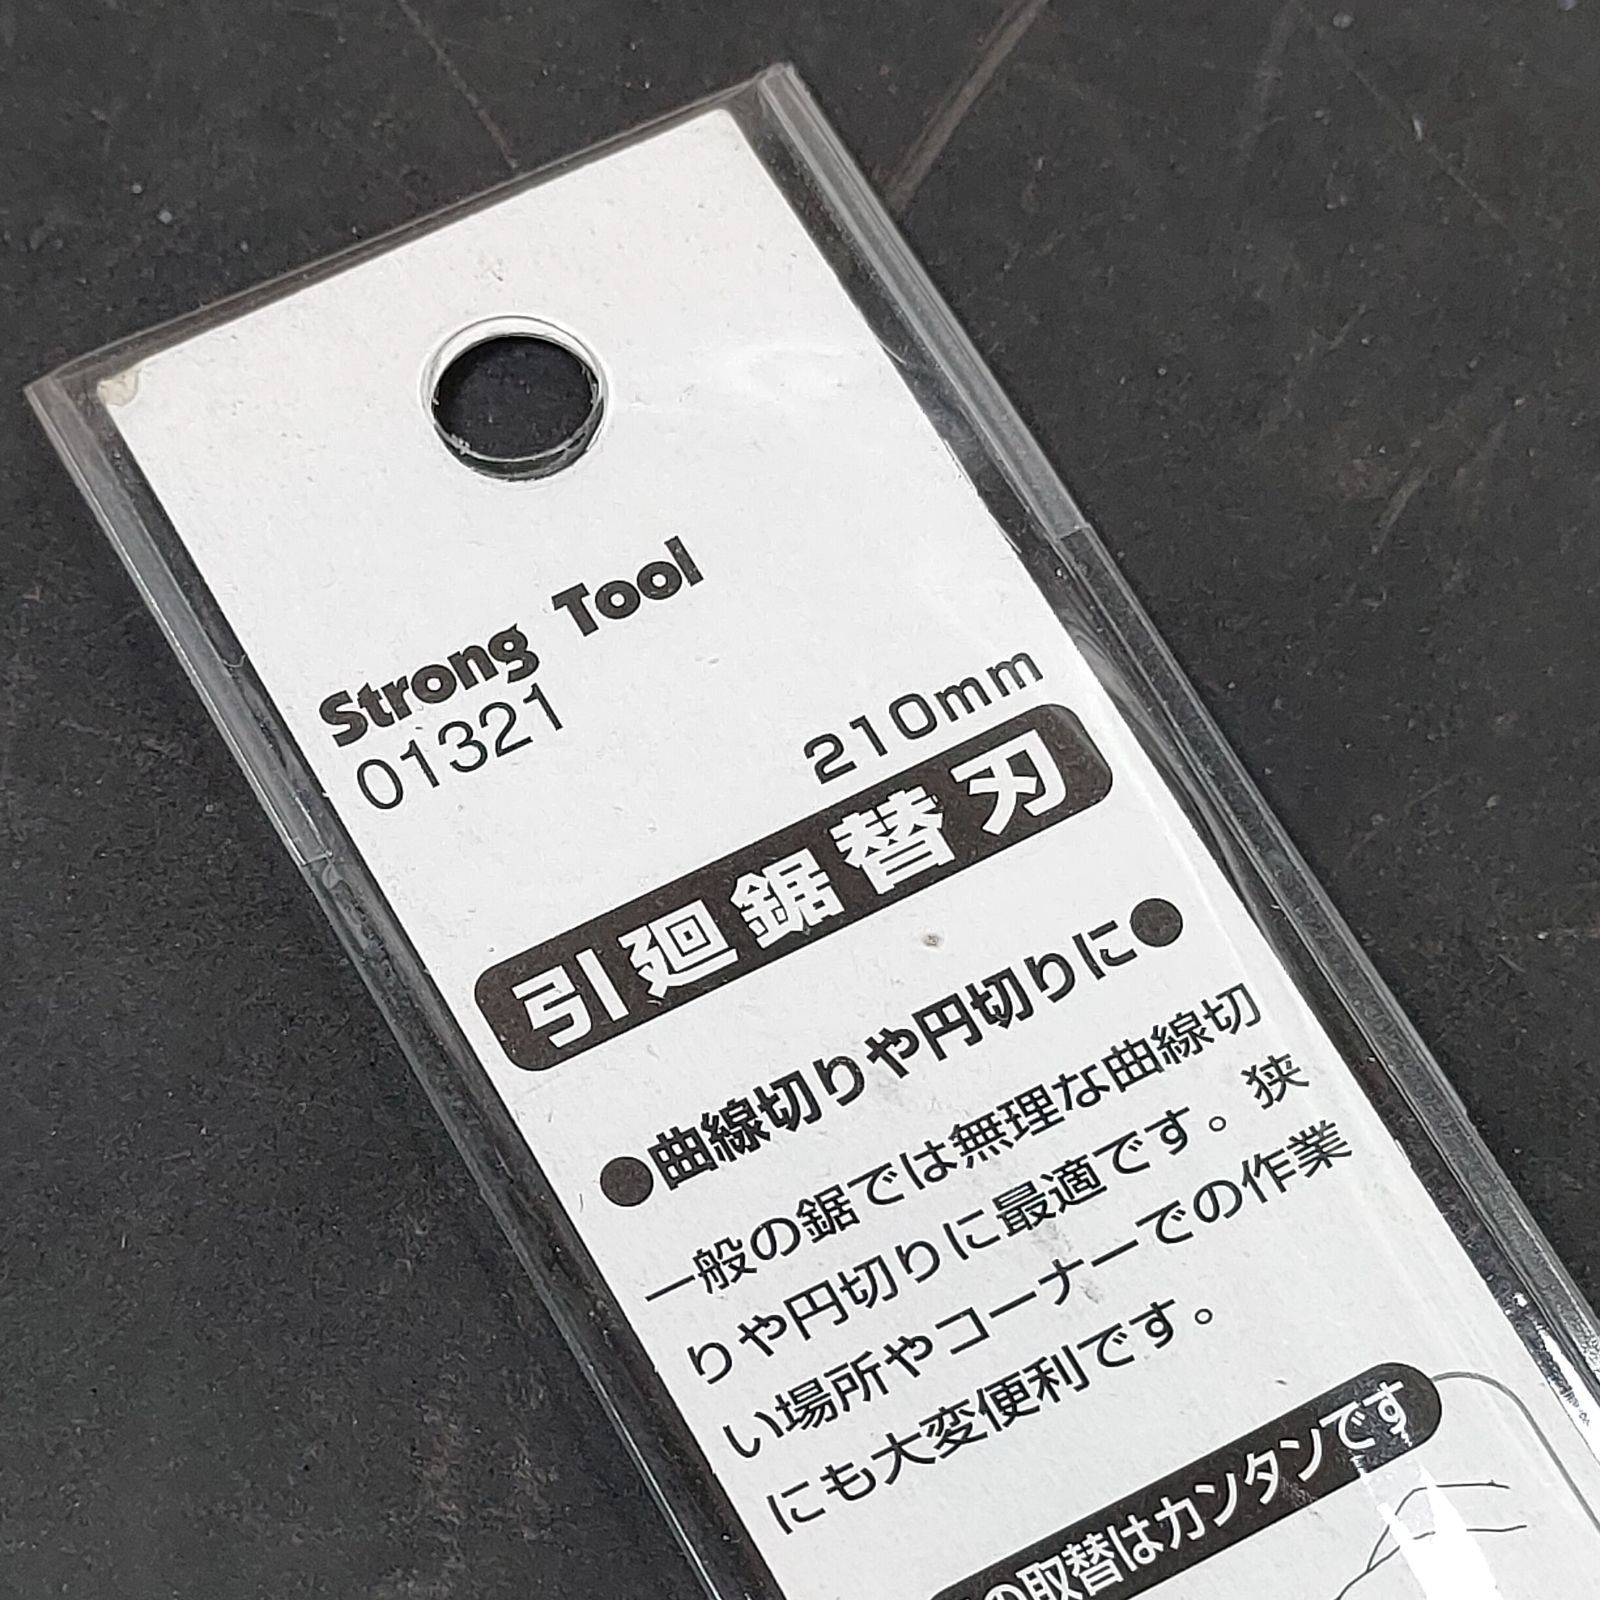 Strong Tool
01321
210mm
引廻鋸替刃
●曲線切りや円切りに●
一般の鋸では無理な曲線切
りや円切りに最適です。狭
い場所やコーナーでの作業
にも大変便利です。
の取替はカンタンです